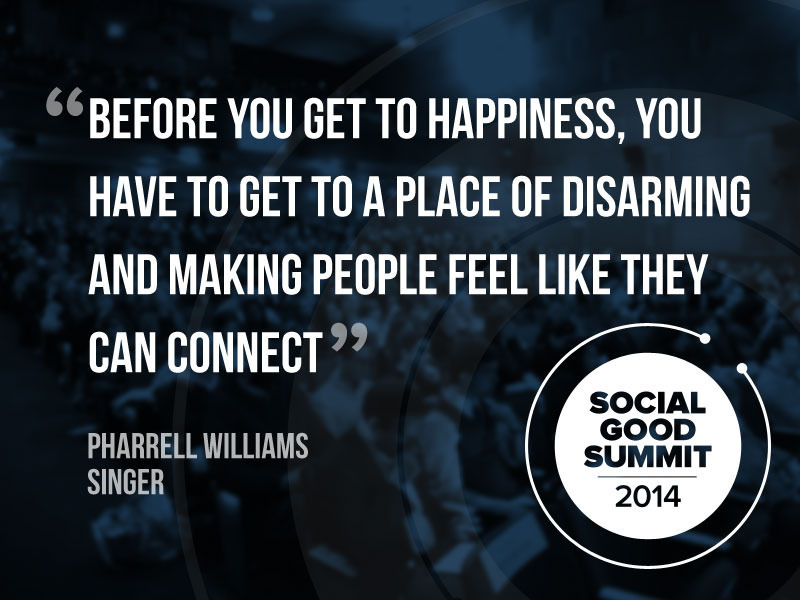 “BEFORE YOU GET TO HAPPINESS, YOU
HAVE TO GET TO A PLACE OF DISARMING
AND MAKING PEOPLE FEEL LIKE THEY
CAN CONNECT”
PHARRELL WILLIAMS
SINGER
SOCIAL
GOOD
SUMMIT
2014